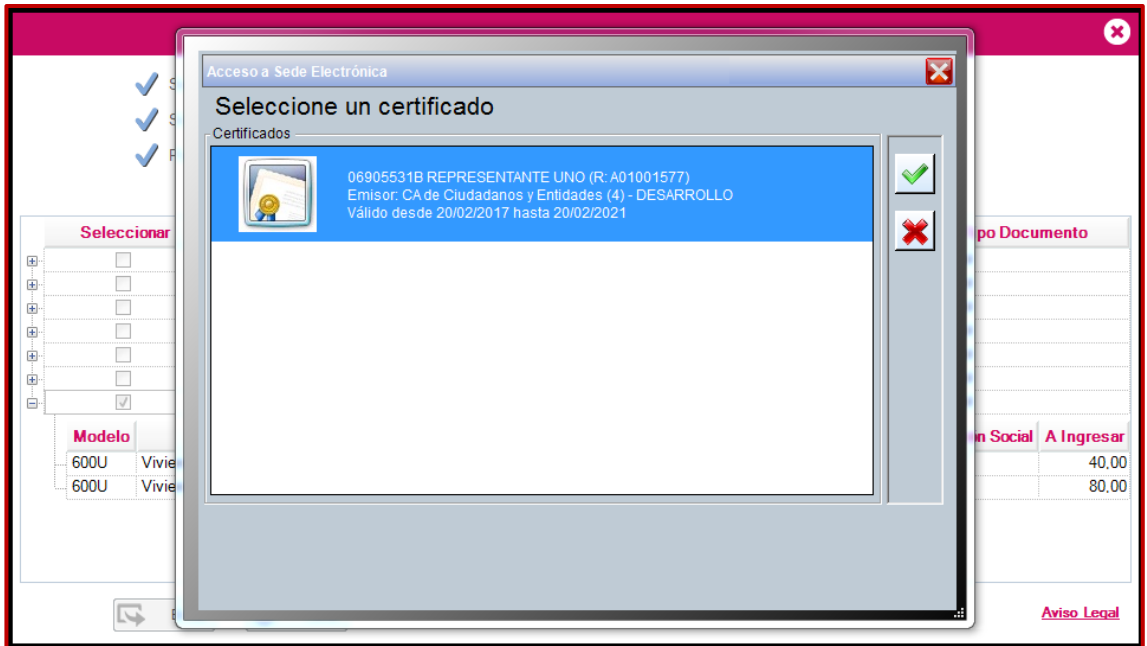 Acceso a Sede Electrónica
Seleccione un certificado
Certificados
06905531B REPRESENTANTE UNO (R: A01001577)
Emisor: CA de Ciudadanos y Entidades (4) - DESARROLLO
Válido desde 20/02/2017 hasta 20/02/2021
Seleccionar
po Documento
Modelo
n Social
A Ingresar
600U
Vivie
40,00
600U
Vivie
80,00
Aviso Legal